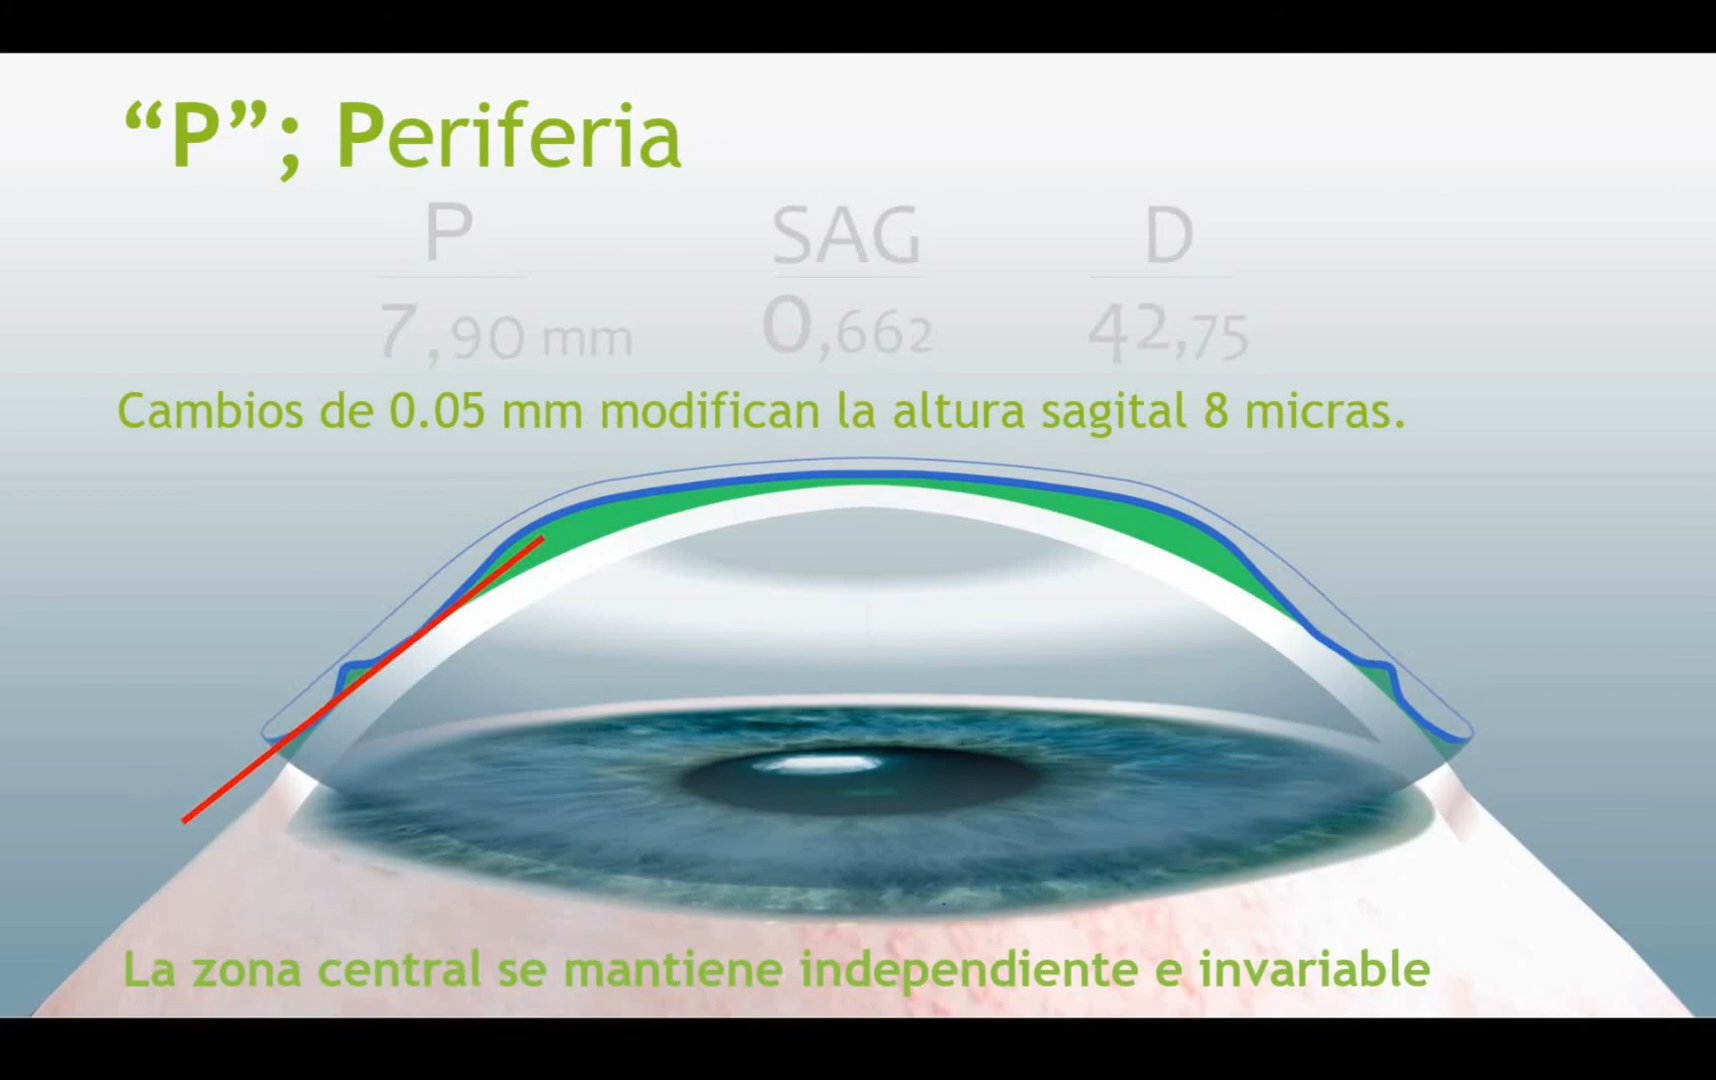 “P”; Periferia
P SAG D
7,90 mm 0,662 42,75
Cambios de 0.05 mm modifican la altura sagital 8 micras.
La zona central se mantiene independiente e invariable